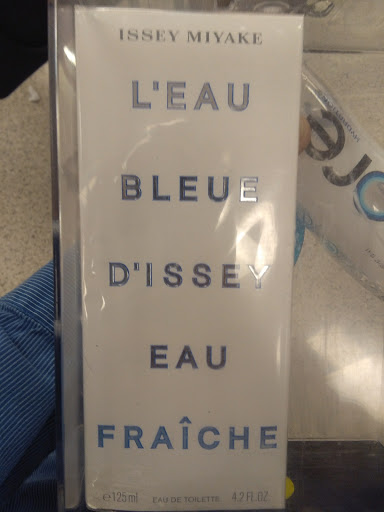 ISSEY MIYAKE
L'EAU
BLEUE
D'ISSEY
EAU
FRAÎCHE
e125ml EAU DE TOILETTE 4.2 FL.OZ.